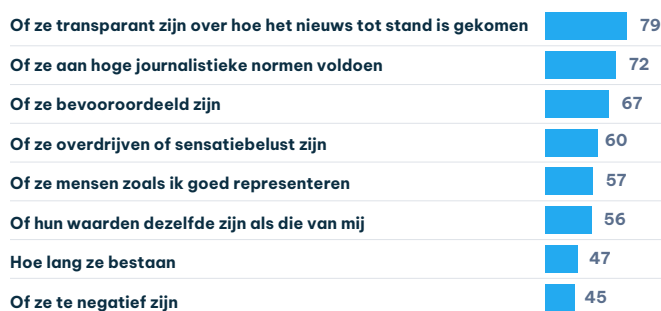 Of ze transparant zijn over hoe het nieuws tot stand is gekomen 79
Of ze aan hoge journalistieke normen voldoen 72
Of ze bevooroordeeld zijn 67
Of ze overdrijven of sensatiebelust zijn 60
Of ze mensen zoals ik goed representeren 57
Of hun waarden dezelfde zijn als die van mij 56
Hoe lang ze bestaan 47
Of ze te negatief zijn 45